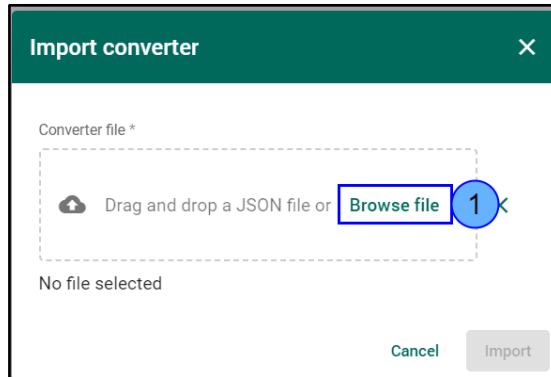 Import converter
Converter file *
Drag and drop a JSON file or Browse file 1
No file selected
Cancel Import